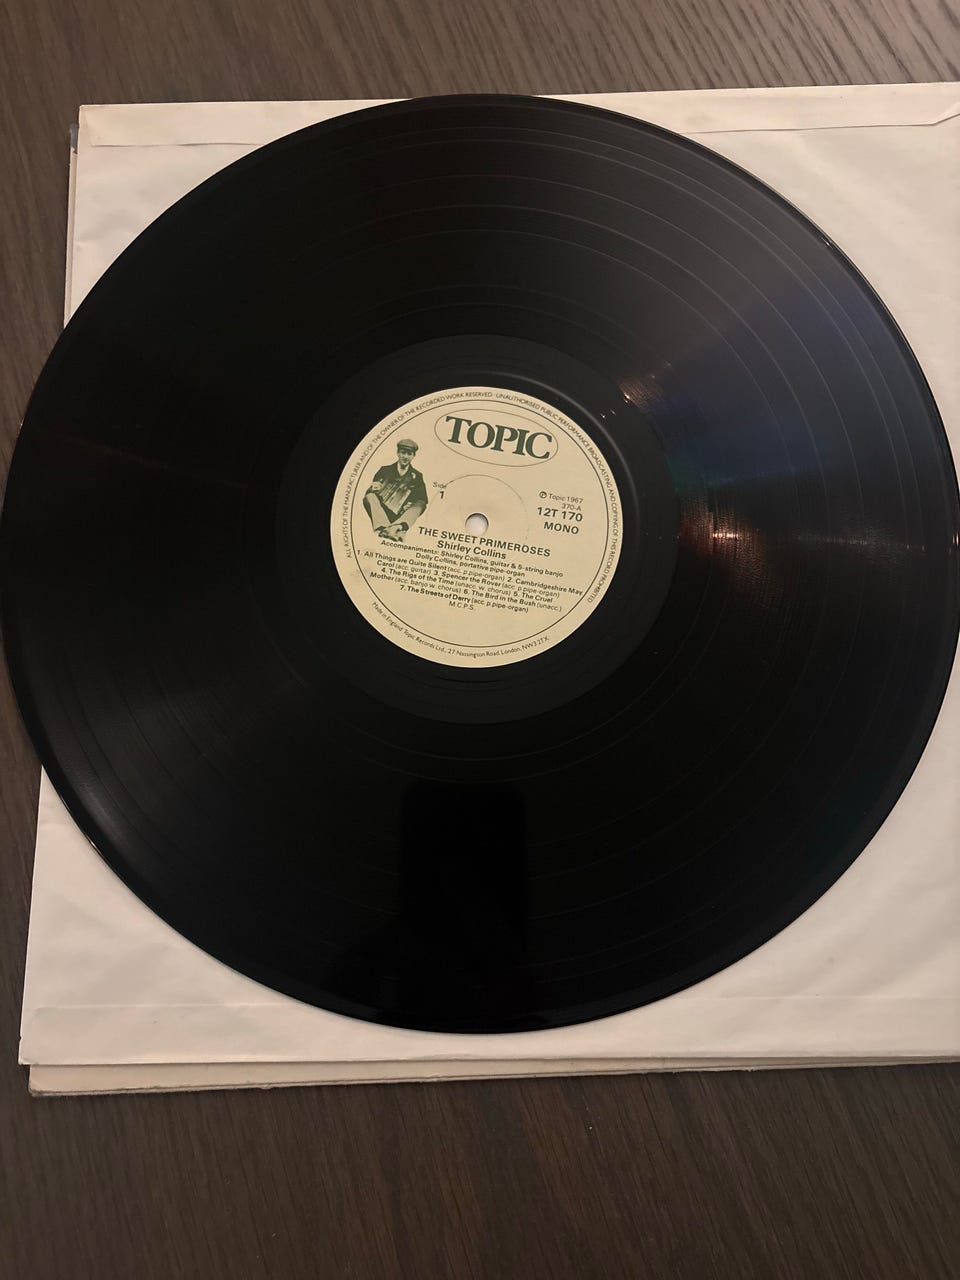 ALL RIGHTS OF THE MANUFACTURER AND OF THE OWNER OF THE RECORDED WORK RESERVED · UNAUTHORISED PUBLIC PERFORMANCE BROADCASTING AND COPYING OF THIS RECORD PROHIBITED
TOPIC
Side
1
℗ Topic 1967
370-A
12T 170
MONO
THE SWEET PRIMEROSES
Shirley Collins
Accompaniments: Shirley Collins, guitar & 5-string banjo
Dolly Collins, portative pipe-organ
1. All Things are Quite Silent (acc. p.pipe-organ) 2. Cambridgeshire May
Carol (acc. guitar) 3. Spencer the Rover (acc. p.pipe-organ)
4. The Rigs of the Time (unacc. w. chorus) 5. The Cruel
Mother (acc. banjo w. chorus) 6. The Bird in the Bush (unacc.)
7. The Streets of Derry (acc. p.pipe-organ)
M.C.P.S.
Made in England Topic Records Ltd., 27 Nassington Road, London, NW3 2TX